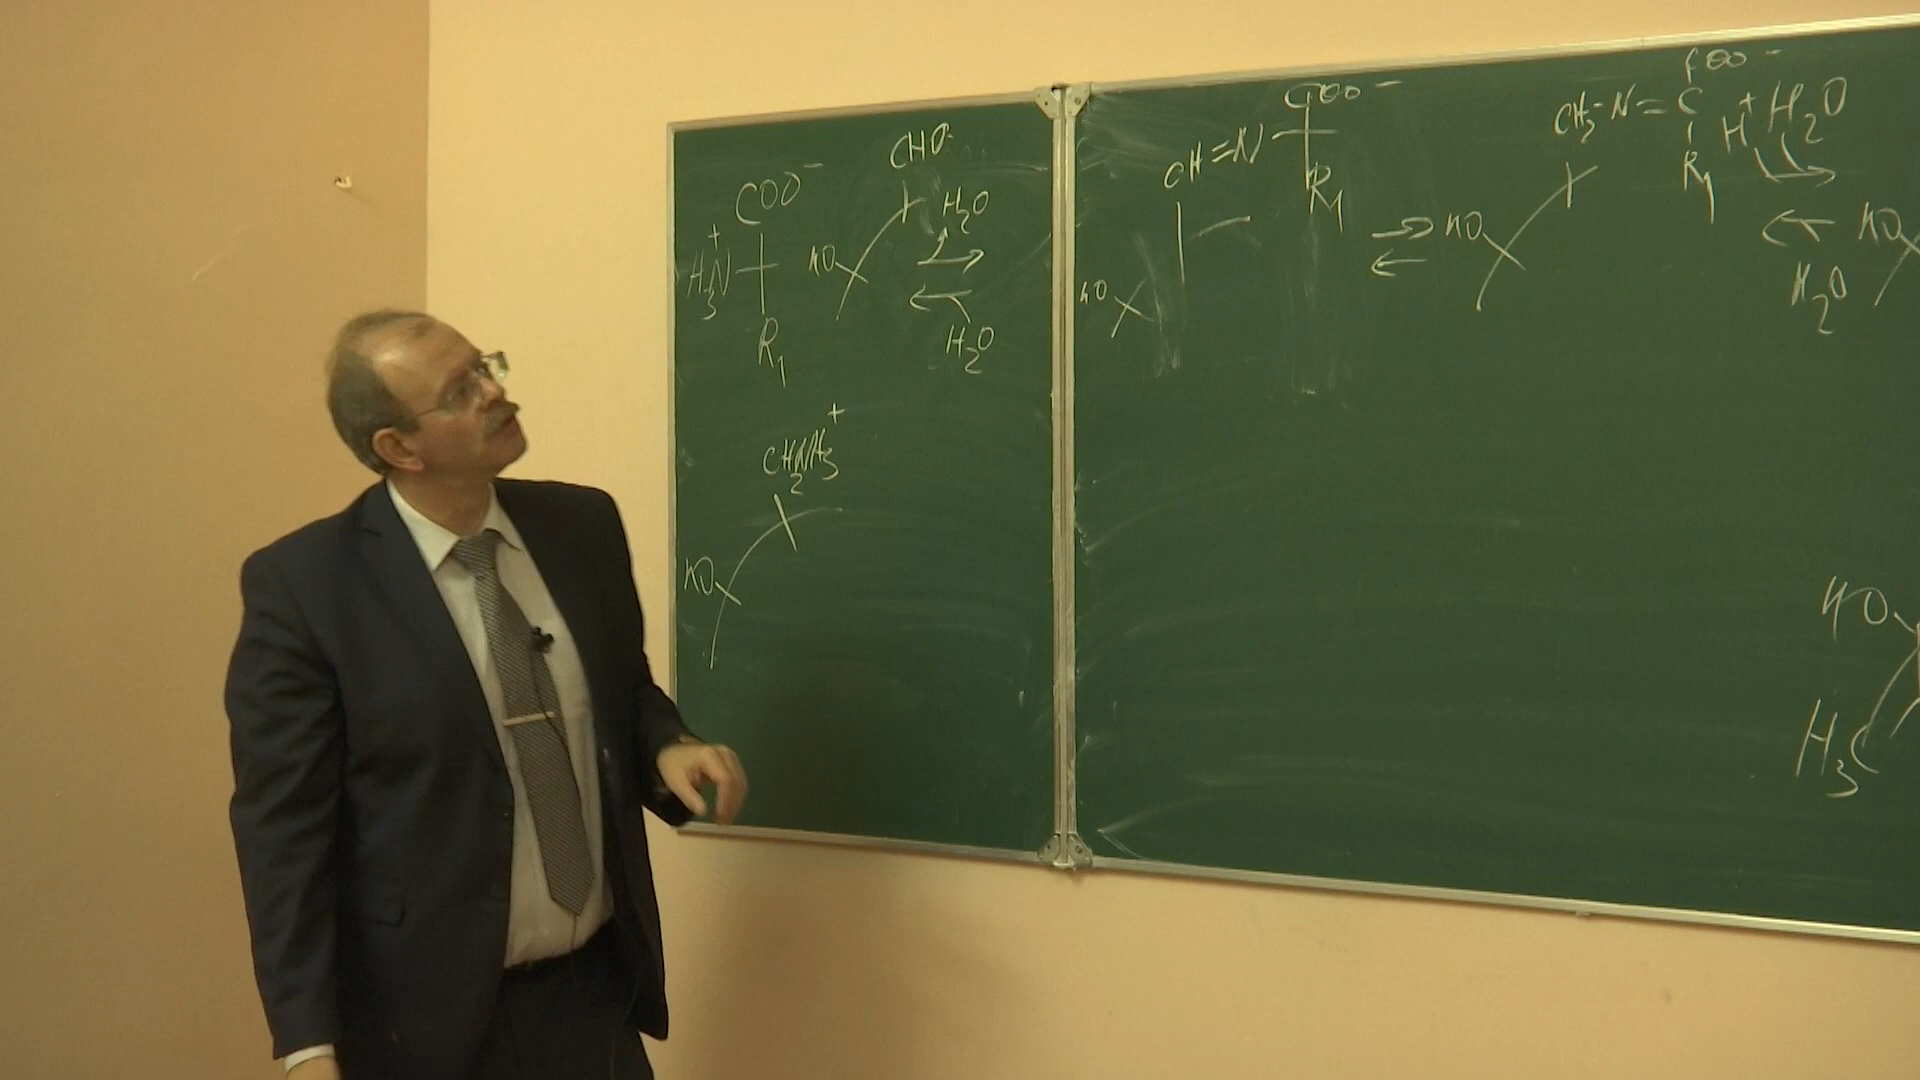 COO⁻
H₃N⁺
R₁
CHO
HO
H₂O
H₂O
CH₂NH₃⁺
HO
COO⁻
CH=N
R₁
HO
COO⁻
CH₂-N=C
R₁
H⁺ H₂O
HO
H₂O
HO
HO
H₃C